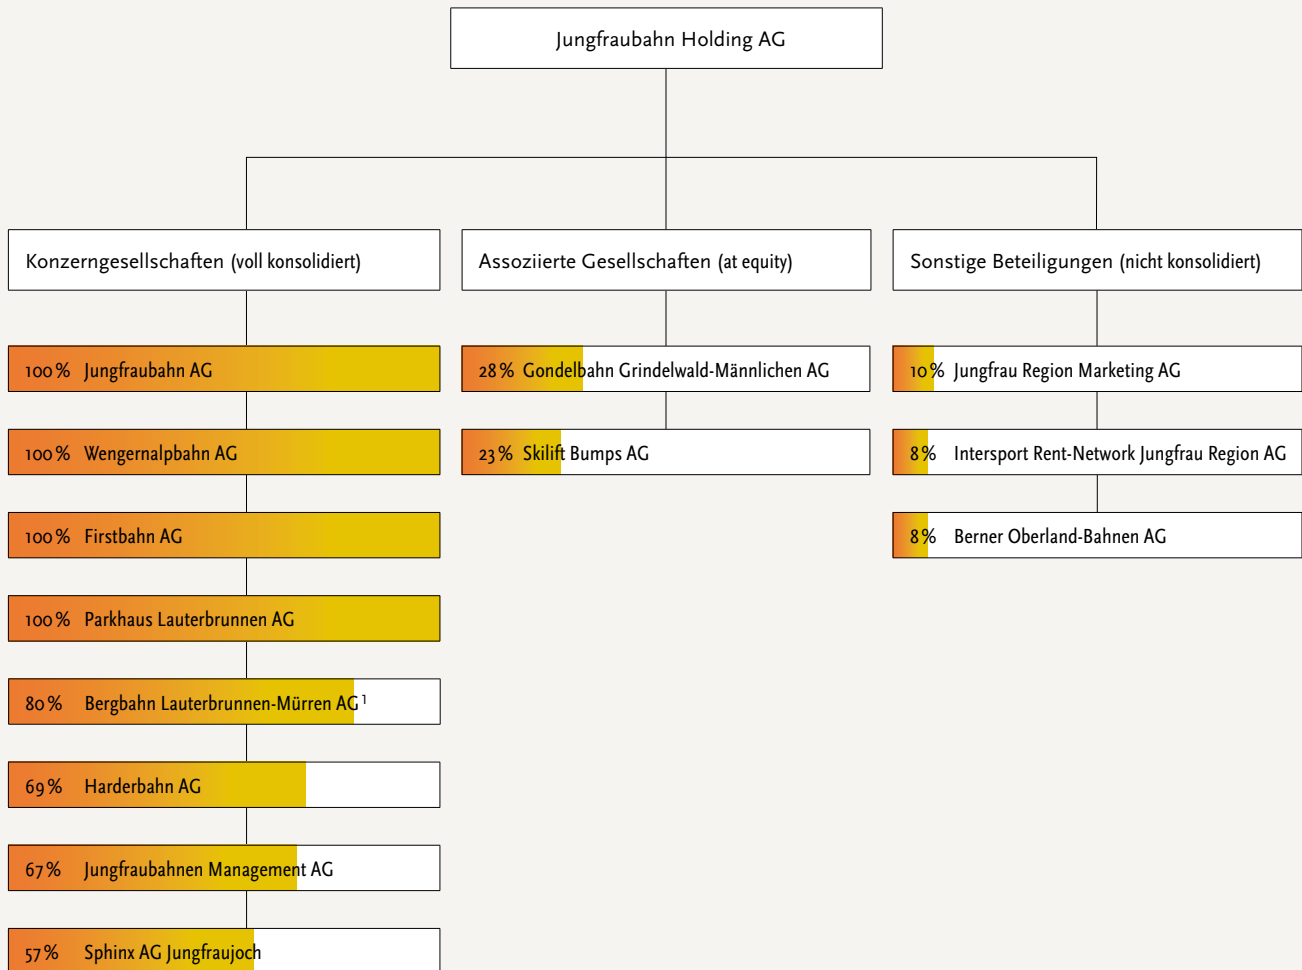 Jungfraubahn Holding AG
Konzerngesellschaften (voll konsolidiert)
100% Jungfraubahn AG
100% Wengernalpbahn AG
100% Firstbahn AG
100% Parkhaus Lauterbrunnen AG
80% Bergbahn Lauterbrunnen-Mürren AG¹
69% Harderbahn AG
67% Jungfraubahnen Management AG
57% Sphinx AG Jungfraujoch
Assoziierte Gesellschaften (at equity)
28% Gondelbahn Grindelwald-Männlichen AG
23% Skilift Bumps AG
Sonstige Beteiligungen (nicht konsolidiert)
10% Jungfrau Region Marketing AG
8% Intersport Rent-Network Jungfrau Region AG
8% Berner Oberland-Bahnen AG